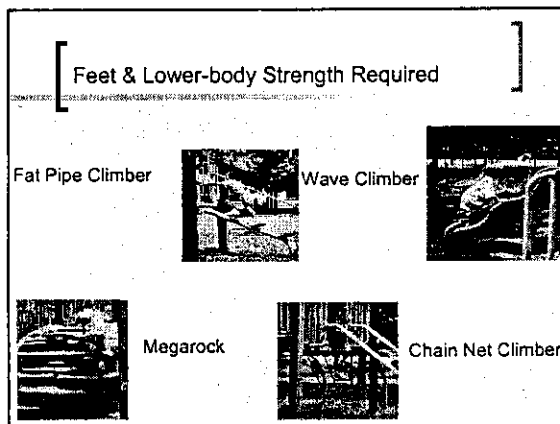 Feet & Lower-body Strength Required
Fat Pipe Climber
Wave Climber
Megarock
Chain Net Climber